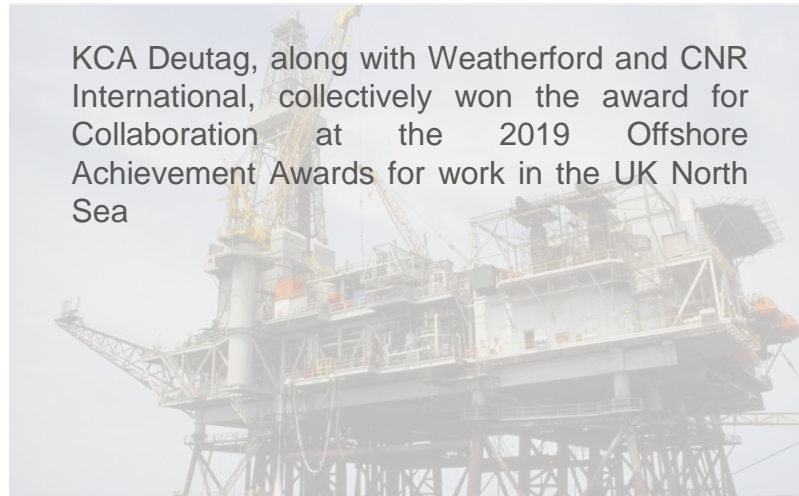 KCA Deutag, along with Weatherford and CNR
International, collectively won the award for
Collaboration at the 2019 Offshore
Achievement Awards for work in the UK North
Sea